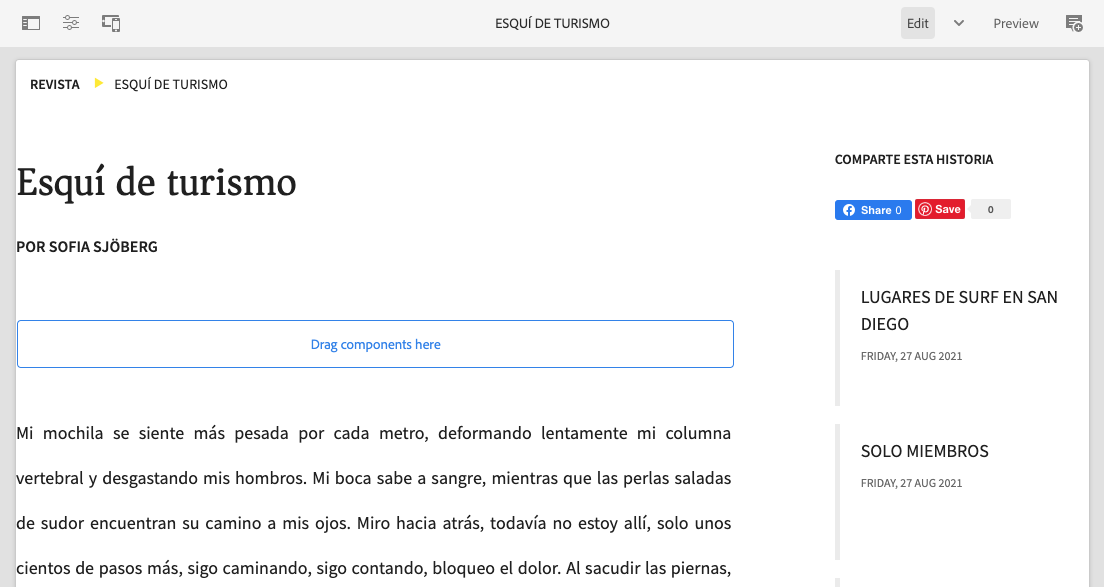 ESQUÍ DE TURISMO
Edit
Preview
REVISTA ESQUÍ DE TURISMO
Esquí de turismo
POR SOFIA SJÖBERG
Drag components here
Mi mochila se siente más pesada por cada metro, deformando lentamente mi columna
vertebral y desgastando mis hombros. Mi boca sabe a sangre, mientras que las perlas saladas
de sudor encuentran su camino a mis ojos. Miro hacia atrás, todavía no estoy allí, solo unos
cientos de pasos más, sigo caminando, sigo contando, bloqueo el dolor. Al sacudir las piernas,
COMPARTE ESTA HISTORIA
Share 0
Save
0
LUGARES DE SURF EN SAN
DIEGO
FRIDAY, 27 AUG 2021
SOLO MIEMBROS
FRIDAY, 27 AUG 2021